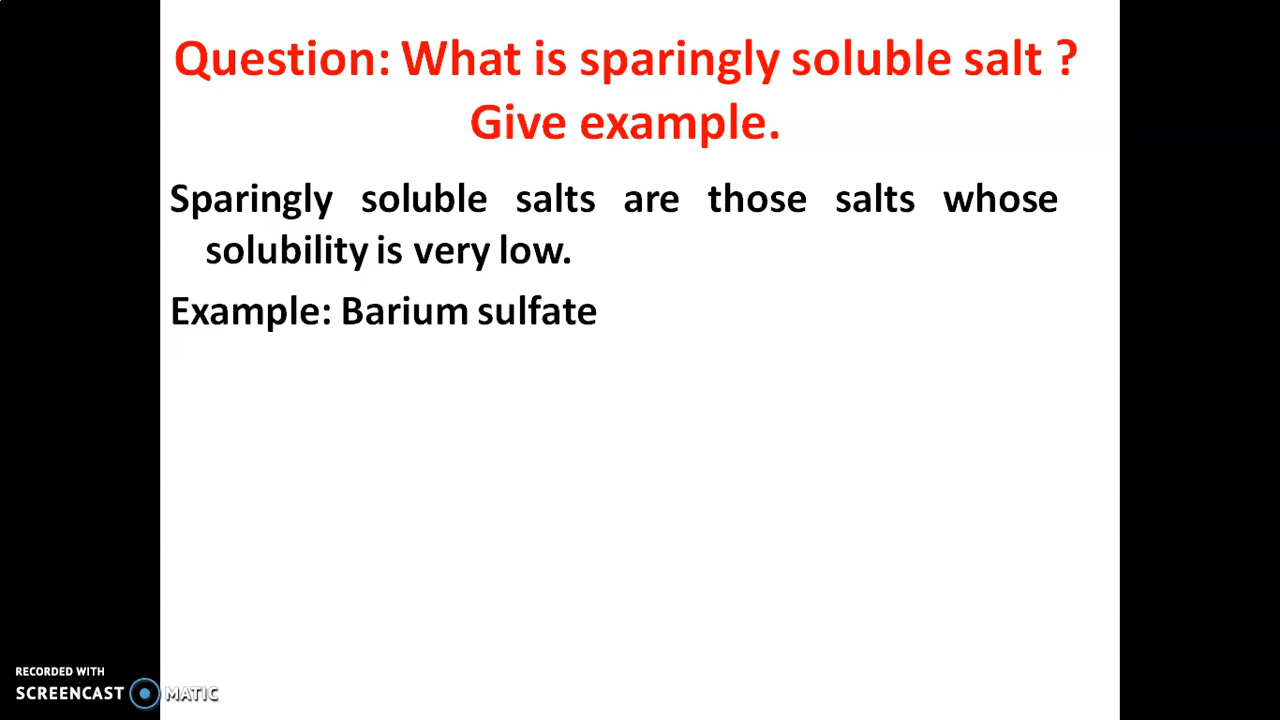 Question: What is sparingly soluble salt ?
Give example.
Sparingly soluble salts are those salts whose
solubility is very low.
Example: Barium sulfate
RECORDED WITH
SCREENCAST MATIC